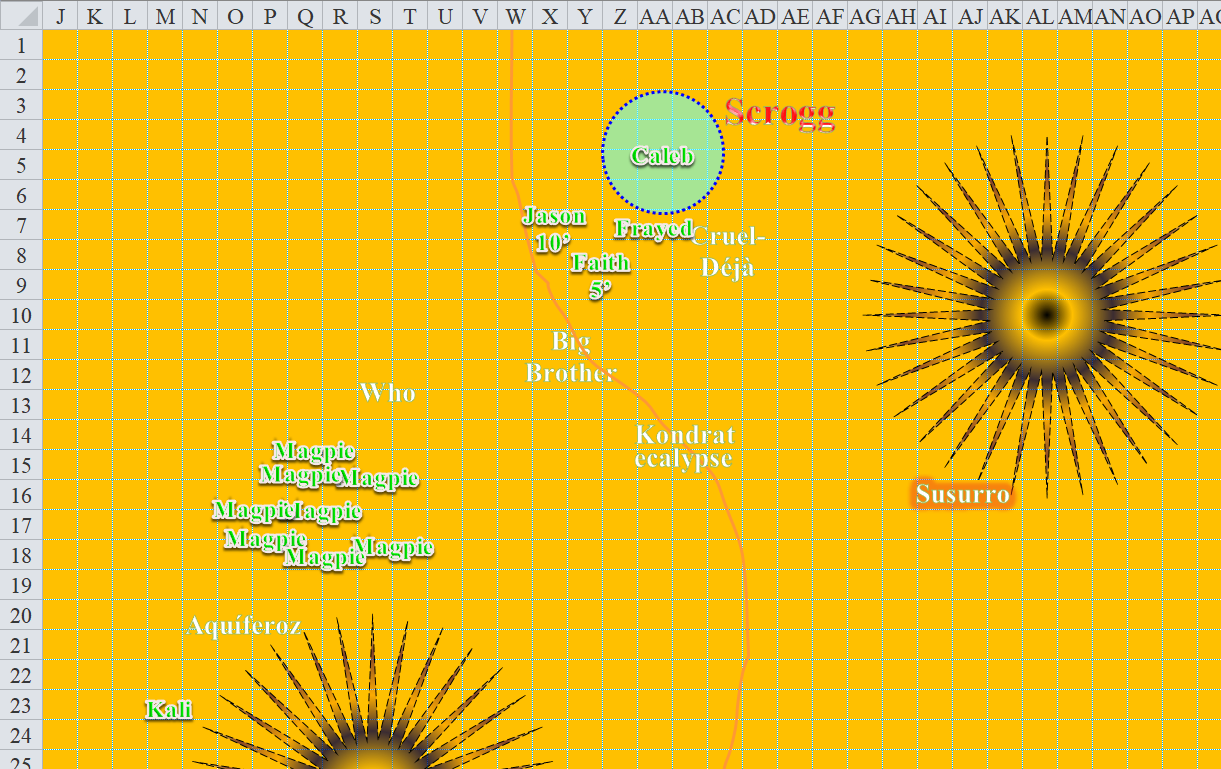 J K L M N O P Q R S T U V W X Y Z AA AB AC AD AE AF AG AH AI AJ AK AL AM AN AO AP
1
2
3
Scrogg
4
Caleb
5
6
7
Jason
10’
Frayed
Cruel-
Déjà
8
Faith
5’
9
10
11
Big
Brother
12
Who
13
14
Kondrat
ecalypse
Magpie
15
Magpie
Magpie
16
Susurro
Magpie
Magpie
17
Magpie
Magpie
18
Magpie
19
20
Aquíferoz
21
22
23
Kali
24
25